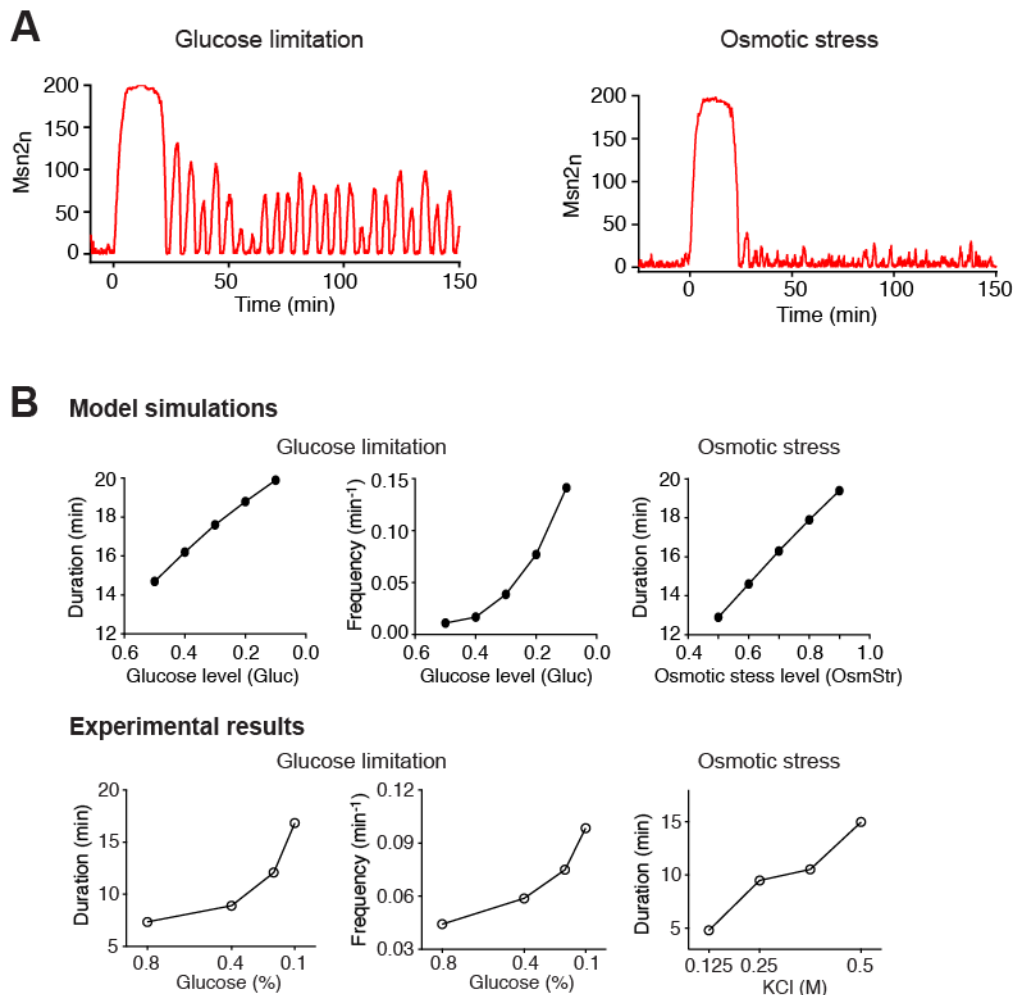 A
Glucose limitation
Osmotic stress
200
150
100
50
0
Msn2n
0
50
100
150
Time (min)
200
150
100
50
0
Msn2n
0
50
100
150
Time (min)
B
Model simulations
Glucose limitation
Osmotic stress
20
18
16
14
12
Duration (min)
0.6
0.4
0.2
0.0
Glucose level (Gluc)
0.15
0.10
0.05
0.00
Frequency (min-1)
0.6
0.4
0.2
0.0
Glucose level (Gluc)
20
18
16
14
12
Duration (min)
0.4
0.6
0.8
1.0
Osmotic stess level (OsmStr)
Experimental results
Glucose limitation
Osmotic stress
20
15
10
5
Duration (min)
0.8
0.4
0.1
Glucose (%)
0.12
0.09
0.06
0.03
Frequency (min-1)
0.8
0.4
0.1
Glucose (%)
15
10
5
Duration (min)
0.125
0.25
0.5
KCl (M)